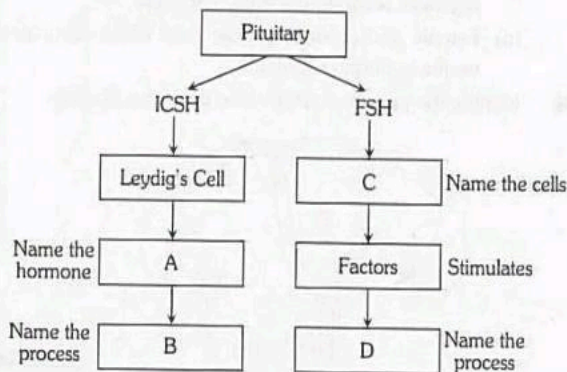 Pituitary
ICSH
FSH
Leydig's Cell
C
Name the cells
Name the
hormone
A
Factors
Stimulates
Name the
process
B
D
Name the
process